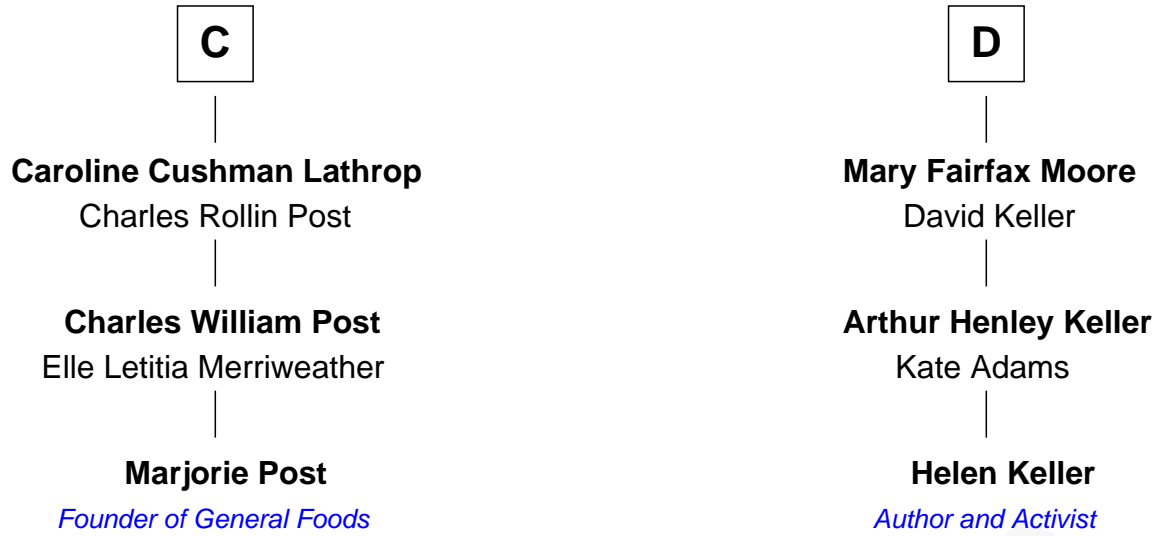 C
Caroline Cushman Lathrop
Charles Rollin Post
Charles William Post
Elle Letitia Merriweather
Marjorie Post
Founder of General Foods
D
Mary Fairfax Moore
David Keller
Arthur Henley Keller
Kate Adams
Helen Keller
Author and Activist